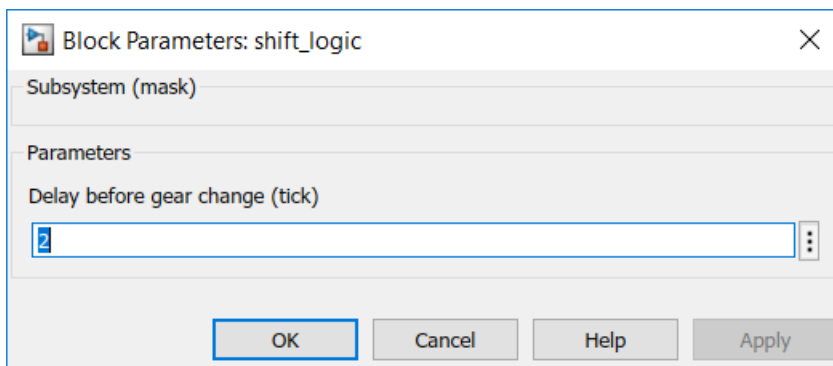 Block Parameters: shift_logic
Subsystem (mask)
Parameters
Delay before gear change (tick)
2
OK Cancel Help Apply